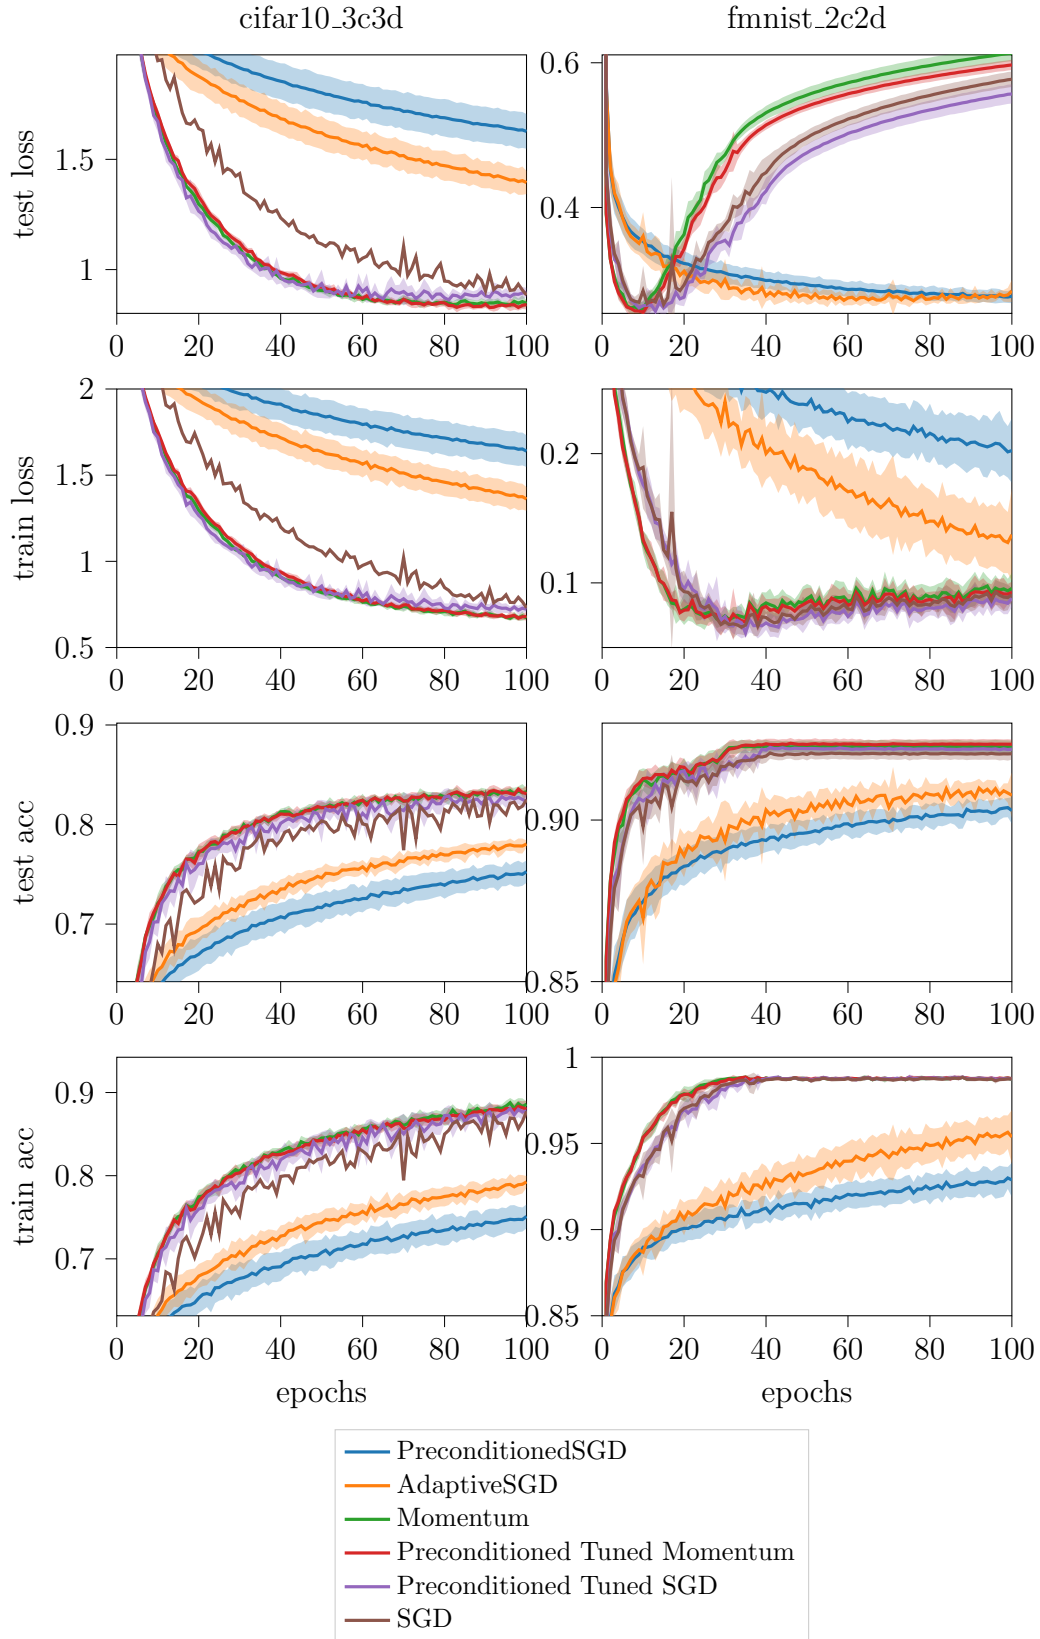 cifar10_3c3d
fmnist_2c2d
test loss
1.5
1
0 20 40 60 80 100
0.6
0.4
0 20 40 60 80 100
train loss
2
1.5
1
0.5
0 20 40 60 80 100
0.2
0.1
0 20 40 60 80 100
test acc
0.9
0.8
0.7
0 20 40 60 80 100
0.90
0.85
0 20 40 60 80 100
train acc
0.9
0.8
0.7
0 20 40 60 80 100
epochs
1
0.95
0.9
0.85
0 20 40 60 80 100
epochs
PreconditionedSGD
AdaptiveSGD
Momentum
Preconditioned Tuned Momentum
Preconditioned Tuned SGD
SGD